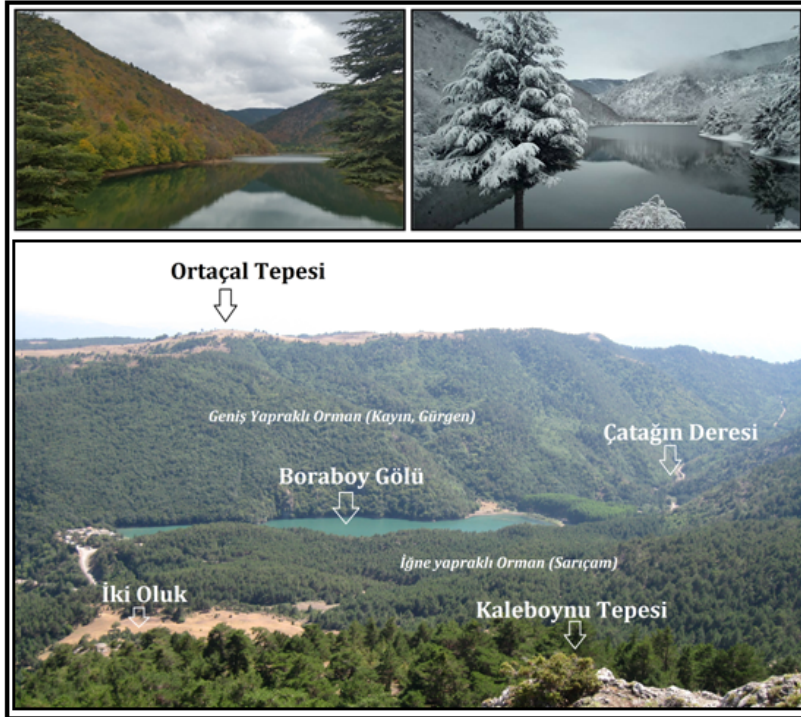 Ortaçal Tepesi
Geniş Yapraklı Orman (Kayın, Gürgen)
Çatağın Deresi
Boraboy Gölü
İğne yapraklı Orman (Sarıçam)
İki Oluk
Kaleboynu Tepesi